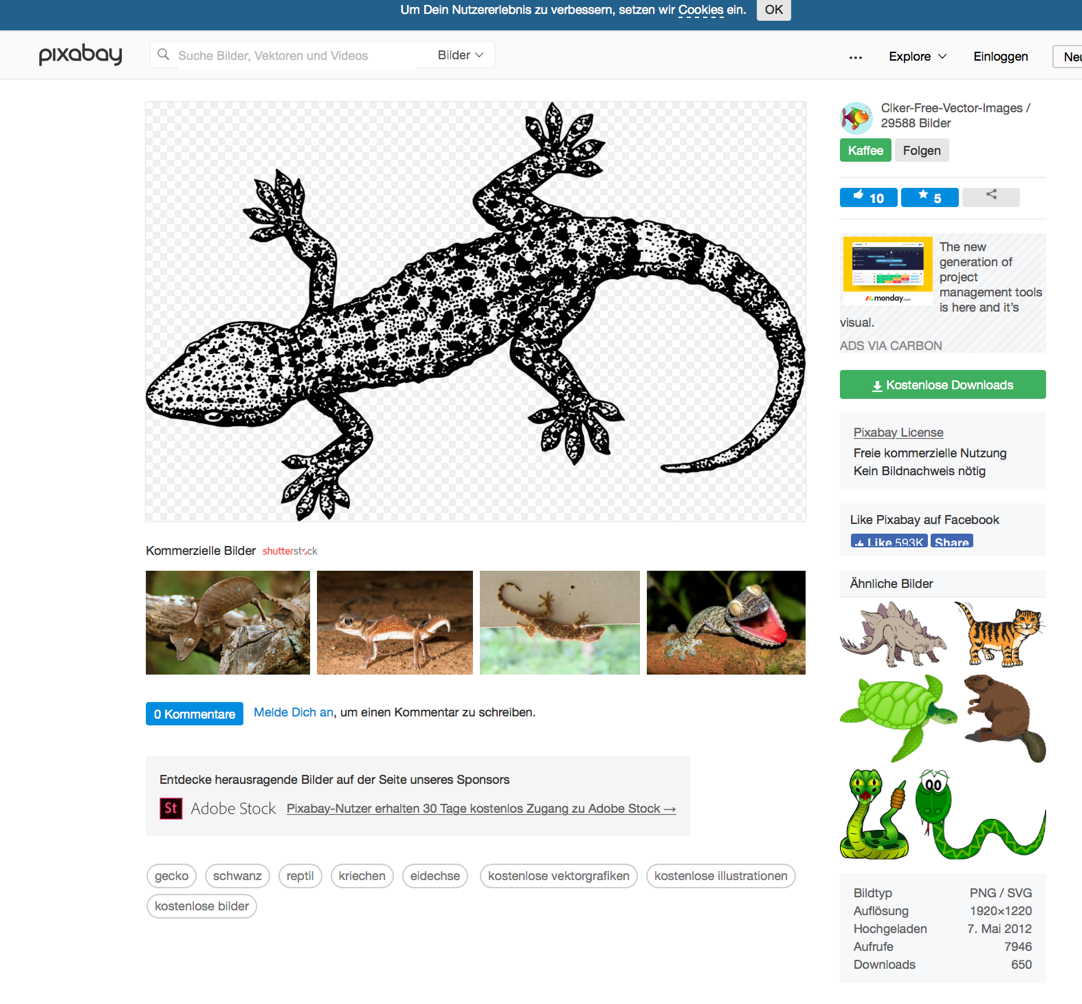 Um Dein Nutzererlebnis zu verbessern, setzen wir Cookies ein. OK
pixabay
Suche Bilder, Vektoren und Videos
Bilder
Explore
Einloggen
Neu
Clker-Free-Vector-Images /
29588 Bilder
Kaffee
Folgen
10
5
The new
generation of
project
management tools
is here and it's
visual.
monday.com
ADS VIA CARBON
Kostenlose Downloads
Pixabay License
Freie kommerzielle Nutzung
Kein Bildnachweis nötig
Like Pixabay auf Facebook
Like 593K
Share
Ähnliche Bilder
Kommerzielle Bilder shutterstock
0 Kommentare
Melde Dich an, um einen Kommentar zu schreiben.
Entdecke herausragende Bilder auf der Seite unseres Sponsors
St Adobe Stock Pixabay-Nutzer erhalten 30 Tage kostenlos Zugang zu Adobe Stock →
gecko
schwanz
reptil
kriechen
eidechse
kostenlose vektorgrafiken
kostenlose illustrationen
kostenlose bilder
Bildtyp PNG / SVG
Auflösung 1920×1220
Hochgeladen 7. Mai 2012
Aufrufe 7946
Downloads 650